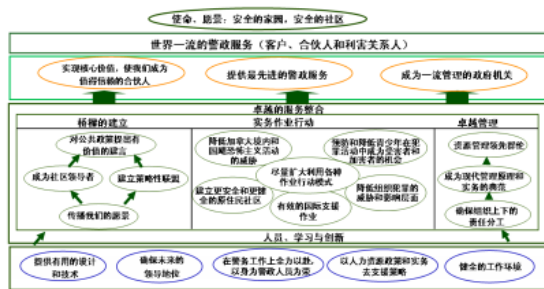 使命、愿景：安全的家园，安全的社区
世界一流的警政服务（客户、合伙人和利害关系人）
实现核心价值，使我们成为
值得信赖的合伙人
提供最先进的警政服务
成为一流管理的政府机关
卓越的服务整合
桥梁的建立
实务作业行动
卓越管理
对公共政策提出有
价值的建言
成为社区领导者
建立策略性联盟
传播我们的愿景
降低加拿大境内和
国际恐怖主义活动
的威胁
预防和降低青少年在犯
罪活动中成为受害者和
加害者的机会
尽量扩大利用各种
作业行动模式
建立更安全和更健
全的原住民社区
降低组织犯罪的
威胁和影响层面
有效的国际支援
作业
资源管理领先群伦
成为现代管理原理和
实务的典范
确保组织上下的
责任分工
人员、学习与创新
提供有用的设计
和技术
确保未来的
领导地位
在警务工作上全力以赴，
以身为警政人员为荣
以人力资源政策和实务
去支援策略
健全的工作环境